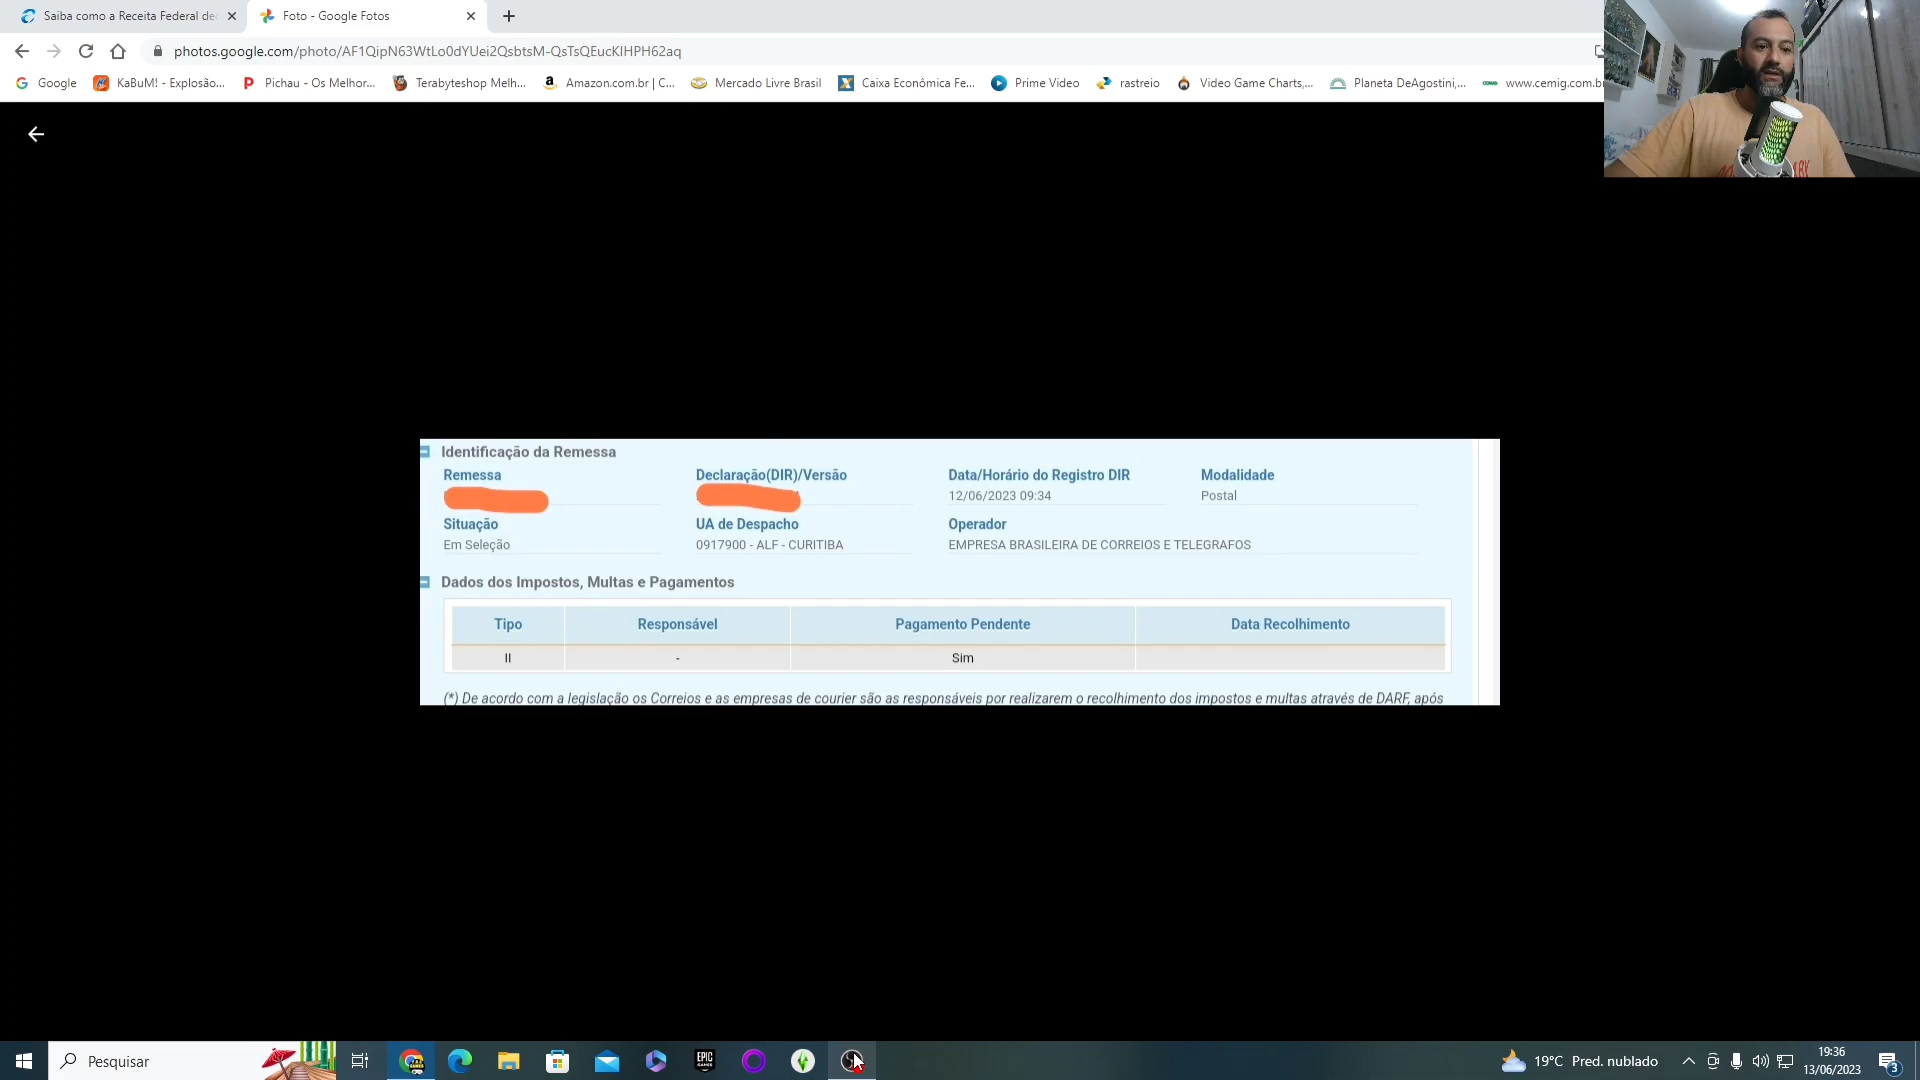 Saiba como a Receita Federal de
Foto - Google Fotos
photos.google.com/photo/AF1QipN63WtLo0dYUei2QsbtsM-QsTsQEucKIHPH62aq
Google
KaBuM! - Explosão...
Pichau - Os Melhor...
Terabyteshop Melh...
Amazon.com.br | C...
Mercado Livre Brasil
Caixa Econômica Fe...
Prime Video
rastreio
Video Game Charts,...
Planeta DeAgostini,...
www.cemig.com.br
Identificação da Remessa
Remessa Declaração(DIR)/Versão Data/Horário do Registro DIR Modalidade
12/06/2023 09:34 Postal
Situação UA de Despacho Operador
Em Seleção 0917900 - ALF - CURITIBA EMPRESA BRASILEIRA DE CORREIOS E TELEGRAFOS
Dados dos Impostos, Multas e Pagamentos
Tipo Responsável Pagamento Pendente Data Recolhimento
II - Sim
(*) De acordo com a legislação os Correios e as empresas de courier são as responsáveis por realizarem o recolhimento dos impostos e multas através de DARF, após
Pesquisar
EPIC GAMES
19°C Pred. nublado
19:36
13/06/2023
3